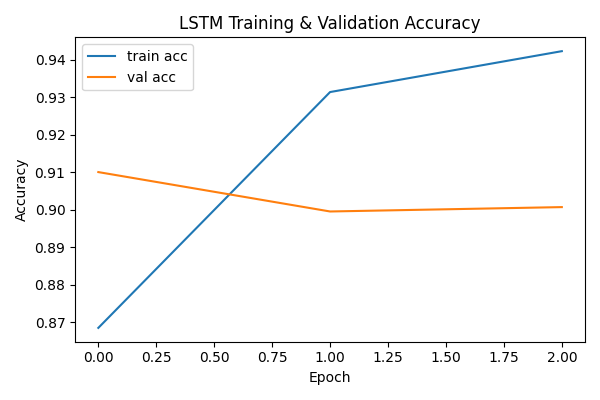 LSTM Training & Validation Accuracy
train acc
val acc
0.94
0.93
0.92
0.91
0.90
0.89
0.88
0.87
Accuracy
0.00 0.25 0.50 0.75 1.00 1.25 1.50 1.75 2.00
Epoch